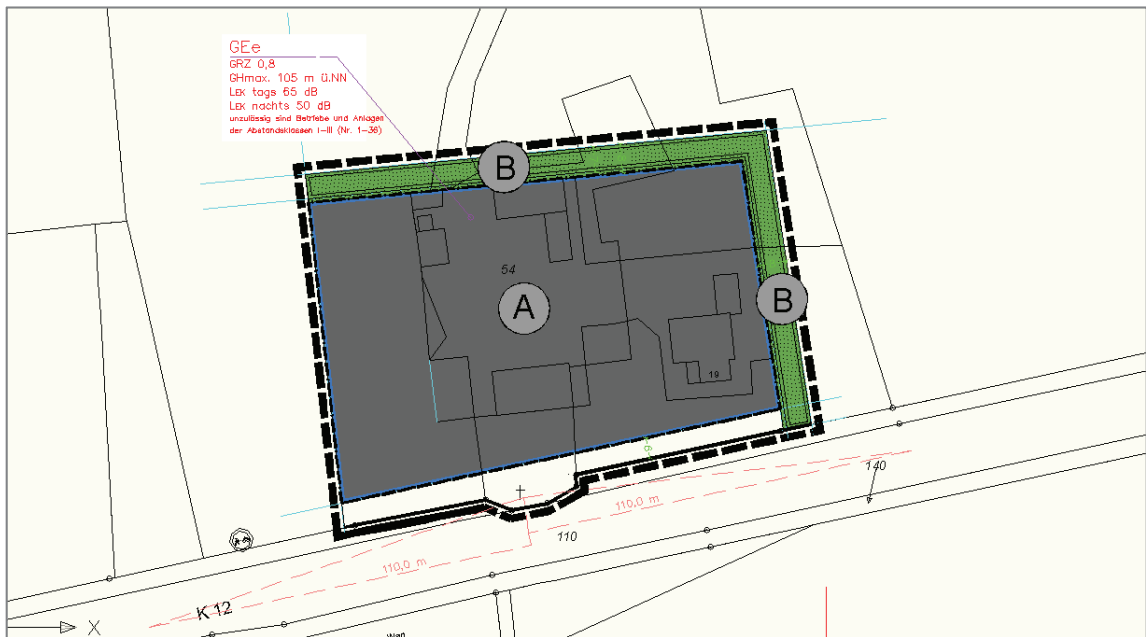 GEe
GRZ 0,8
GHmax. 105 m ü.NN
LEK tags 65 dB
LEK nachts 50 dB
unzulässig sind Betriebe und Anlagen
der Abstandsklassen I-III (Nr. 1-36)
B
54
A
B
19
140
110,0 m
110
110,0 m
K 12
X